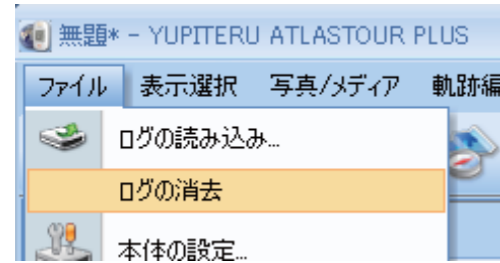 無題* - YUPITERU ATLASTOUR PLUS
ファイル 表示選択 写真/メディア 軌跡編
ログの読み込み...
ログの消去
本体の設定...